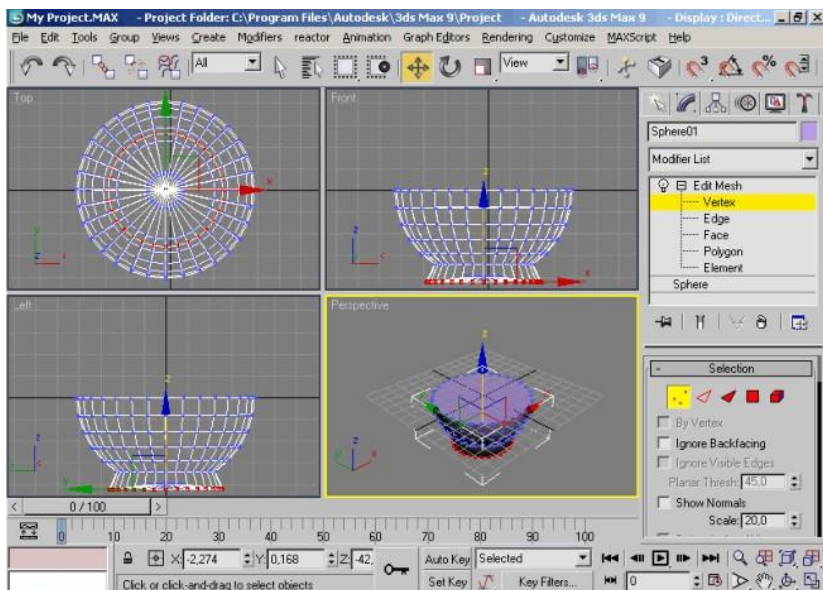 My Project.MAX - Project Folder: C:\Program Files\Autodesk\3ds Max 9\Project - Autodesk 3ds Max 9 - Display : Direct...
File Edit Tools Group Views Create Modifiers reactor Animation Graph Editors Rendering Customize MAXScript Help
All View 3
Top Front
Sphere01
Modifier List
Edit Mesh
Vertex
Edge
Face
Polygon
Element
Sphere
Left Perspective
Selection
By Vertex
Ignore Backfacing
Ignore Visible Edges
Planar Thresh: 45,0
Show Normals
Scale: 20,0
0 / 100
0 10 20 30 40 50 60 70 80 90 100
X: -2,274 Y: 0,168 Z: -42, Auto Key Selected
Click or click-and-drag to select objects Set Key Key Filters... 0